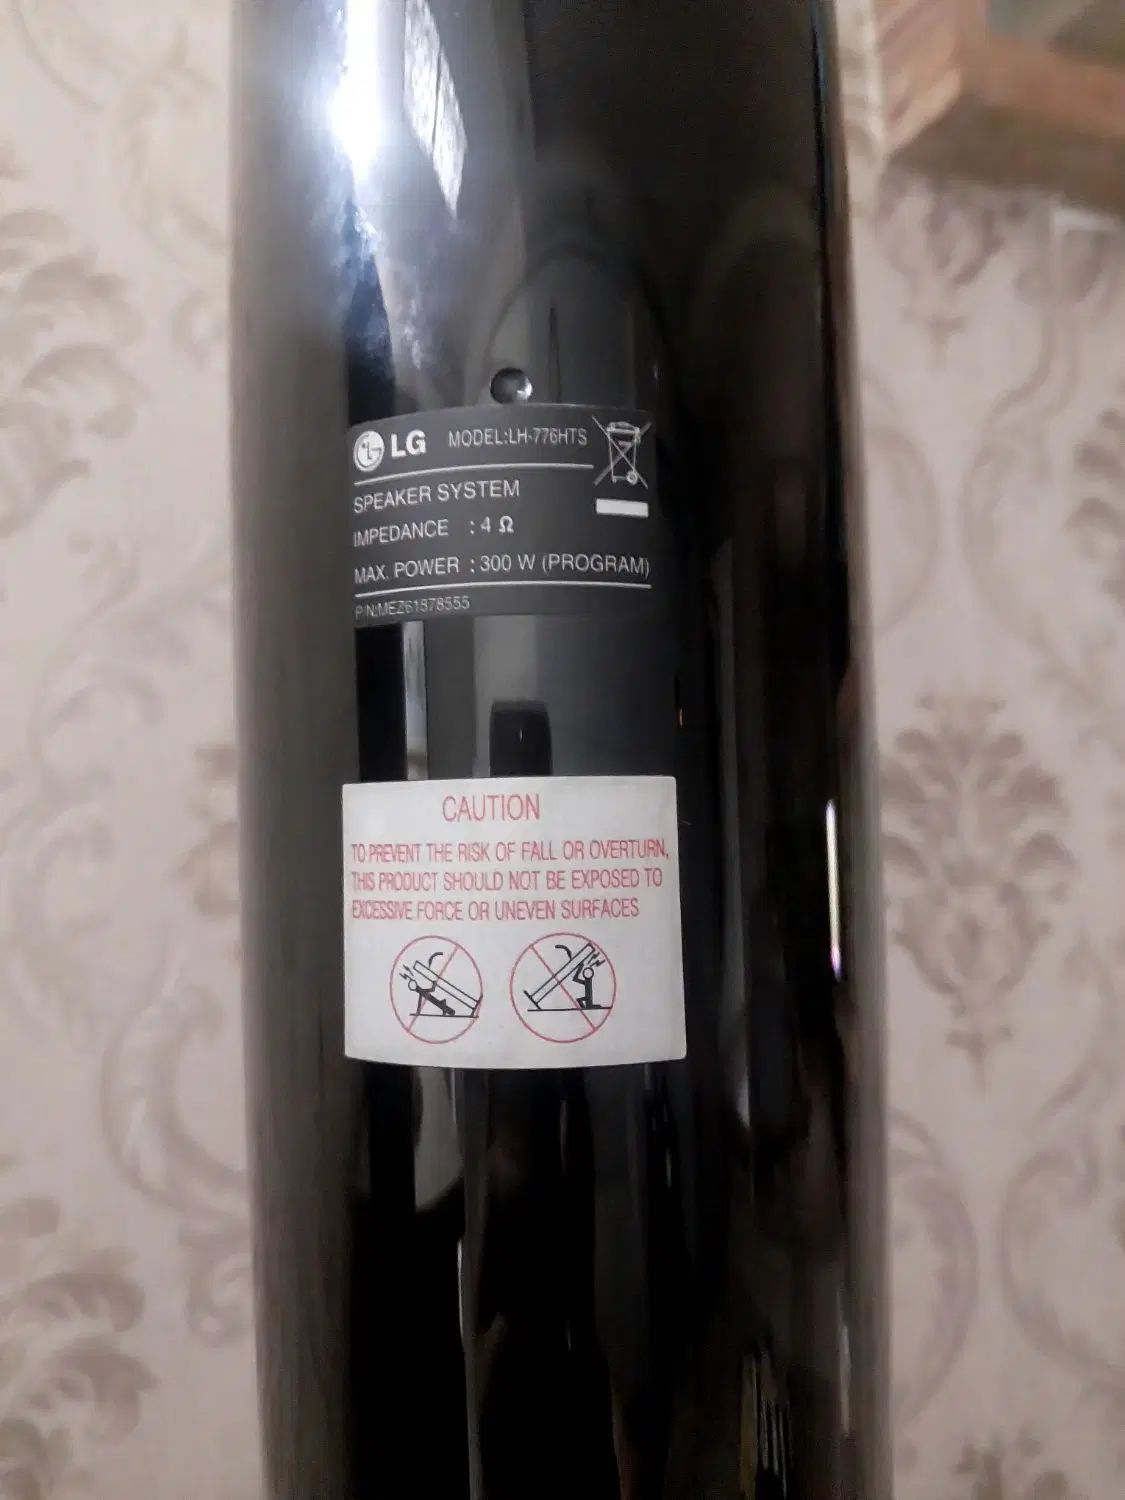 LG MODEL:LH-776HTS
SPEAKER SYSTEM
IMPEDANCE : 4 Ω
MAX. POWER : 300 W (PROGRAM)
P/N:MEZ61878555
CAUTION
TO PREVENT THE RISK OF FALL OR OVERTURN,
THIS PRODUCT SHOULD NOT BE EXPOSED TO
EXCESSIVE FORCE OR UNEVEN SURFACES